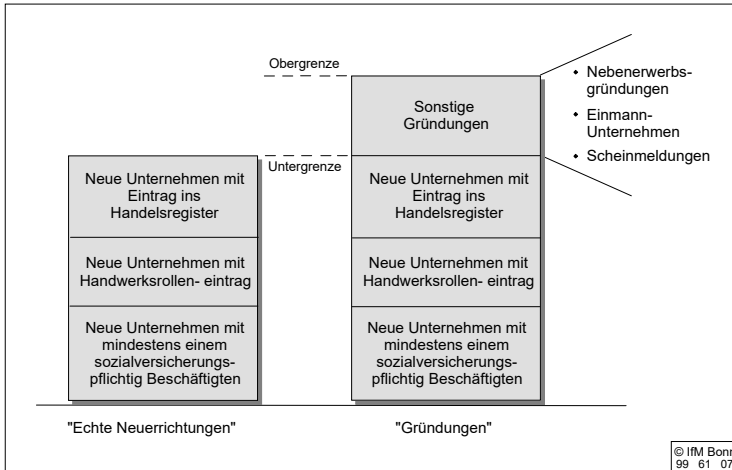 Obergrenze
Untergrenze
Neue Unternehmen mit
Eintrag ins
Handelsregister
Neue Unternehmen mit
Handwerksrollen- eintrag
Neue Unternehmen mit
mindestens einem
sozialversicherungs-
pflichtig Beschäftigten
"Echte Neuerrichtungen"
Sonstige
Gründungen
Neue Unternehmen mit
Eintrag ins
Handelsregister
Neue Unternehmen mit
Handwerksrollen- eintrag
Neue Unternehmen mit
mindestens einem
sozialversicherungs-
pflichtig Beschäftigten
"Gründungen"
• Nebenerwerbs-
gründungen
• Einmann-
Unternehmen
• Scheinmeldungen
© IfM Bonn
99 61 07